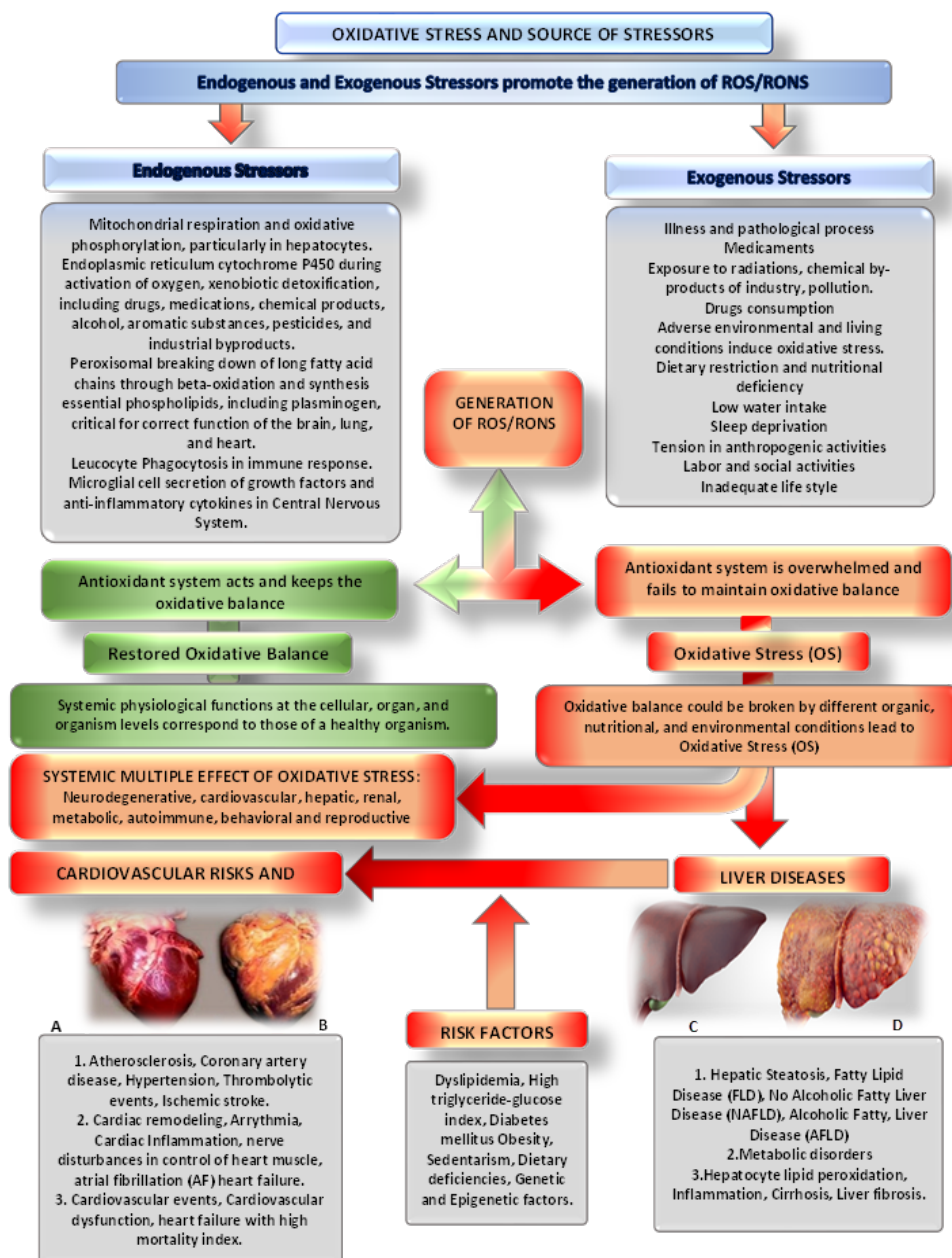 OXIDATIVE STRESS AND SOURCE OF STRESSORS
Endogenous and Exogenous Stressors promote the generation of ROS/RONS
Endogenous Stressors
Mitochondrial respiration and oxidative
phosphorylation, particularly in hepatocytes.
Endoplasmic reticulum cytochrome P450 during
activation of oxygen, xenobiotic detoxification,
including drugs, medications, chemical products,
alcohol, aromatic substances, pesticides, and
industrial byproducts.
Peroxisomal breaking down of long fatty acid
chains through beta-oxidation and synthesis
essential phospholipids, including plasminogen,
critical for correct function of the brain, lung,
and heart.
Leucocyte Phagocytosis in immune response.
Microglial cell secretion of growth factors and
anti-inflammatory cytokines in Central Nervous
System.
Exogenous Stressors
Illness and pathological process
Medicaments
Exposure to radiations, chemical by-
products of industry, pollution.
Drugs consumption
Adverse environmental and living
conditions induce oxidative stress.
Dietary restriction and nutritional
deficiency
Low water intake
Sleep deprivation
Tension in anthropogenic activities
Labor and social activities
Inadequate life style
GENERATION
OF ROS/RONS
Antioxidant system acts and keeps the
oxidative balance
Restored Oxidative Balance
Systemic physiological functions at the cellular, organ, and
organism levels correspond to those of a healthy organism.
Antioxidant system is overwhelmed and
fails to maintain oxidative balance
Oxidative Stress (OS)
Oxidative balance could be broken by different organic,
nutritional, and environmental conditions lead to
Oxidative Stress (OS)
SYSTEMIC MULTIPLE EFFECT OF OXIDATIVE STRESS:
Neurodegenerative, cardiovascular, hepatic, renal,
metabolic, autoimmune, behavioral and reproductive
CARDIOVASCULAR RISKS AND
LIVER DISEASES
A
B
C
D
1. Atherosclerosis, Coronary artery
disease, Hypertension, Thrombolytic
events, Ischemic stroke.
2. Cardiac remodeling, Arrythmia,
Cardiac Inflammation, nerve
disturbances in control of heart muscle,
atrial fibrillation (AF) heart failure.
3. Cardiovascular events, Cardiovascular
dysfunction, heart failure with high
mortality index.
RISK FACTORS
Dyslipidemia, High
triglyceride-glucose
index, Diabetes
mellitus Obesity,
Sedentarism, Dietary
deficiencies, Genetic
and Epigenetic factors.
1. Hepatic Steatosis, Fatty Lipid
Disease (FLD), No Alcoholic Fatty Liver
Disease (NAFLD), Alcoholic Fatty, Liver
Disease (AFLD)
2.Metabolic disorders
3.Hepatocyte lipid peroxidation,
Inflammation, Cirrhosis, Liver fibrosis.